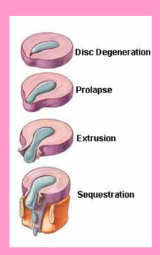 Disc Degeneration
Prolapse
Extrusion
Sequestration